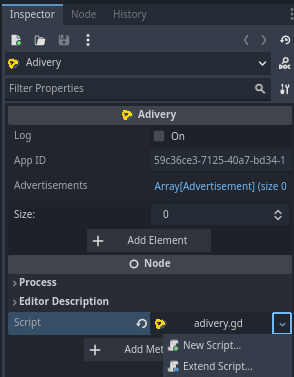 Inspector Node History
Adivery
DOC
Filter Properties
Adivery
Log On
App ID 59c36ce3-7125-40a7-bd34-1
Advertisements Array[Advertisement] (size 0
Size: 0
+ Add Element
Node
Process
Editor Description
Script adivery.gd
+ Add Met
New Script...
Extend Script...